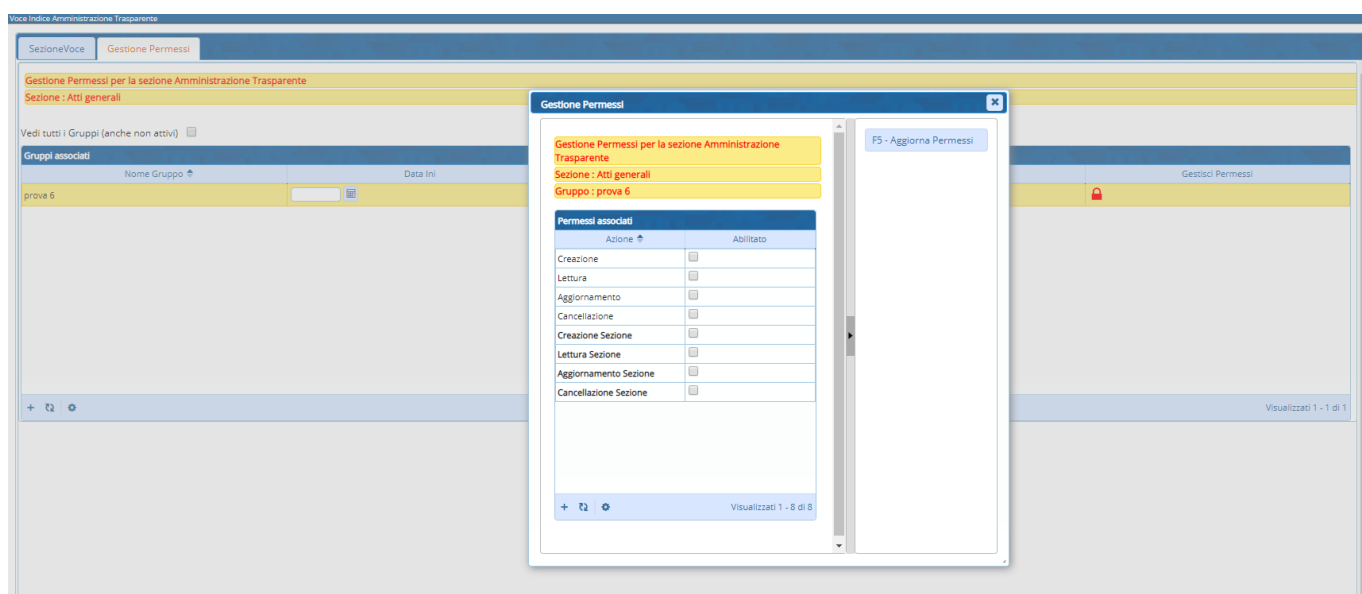 Voce Indice Amministrazione Trasparente
SezioneVoce
Gestione Permessi
Gestione Permessi per la sezione Amministrazione Trasparente
Sezione : Atti generali
Vedi tutti i Gruppi (anche non attivi)
Gruppi associati
Nome Gruppo
Data Ini
Gestisci Permessi
prova 6
Visualizzati 1 - 1 di 1
Gestione Permessi
Gestione Permessi per la sezione Amministrazione
Trasparente
Sezione : Atti generali
Gruppo : prova 6
Permessi associati
Azione
Abilitato
Creazione
Lettura
Aggiornamento
Cancellazione
Creazione Sezione
Lettura Sezione
Aggiornamento Sezione
Cancellazione Sezione
Visualizzati 1 - 8 di 8
F5 - Aggiorna Permessi